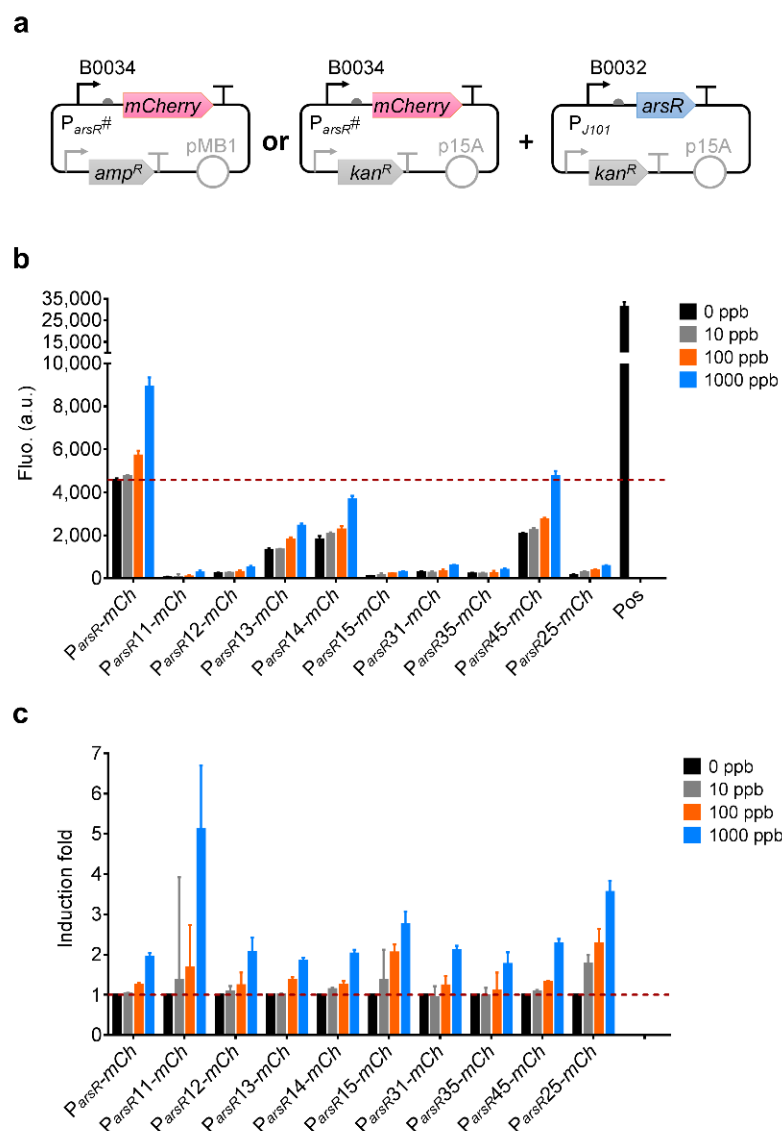 a
B0034 B0034 B0032
mCherry mCherry arsR
ParsR# or ParsR# + PJ101
pMB1 p15A p15A
ampR kanR kanR
b
35,000
25,000
15,000
10,000
8,000
6,000
4,000
2,000
0
Fluo. (a.u.)
0 ppb
10 ppb
100 ppb
1000 ppb
ParsR-mCh
ParsR11-mCh
ParsR12-mCh
ParsR13-mCh
ParsR14-mCh
ParsR15-mCh
ParsR31-mCh
ParsR35-mCh
ParsR45-mCh
ParsR25-mCh
Pos
c
7
6
5
4
3
2
1
0
Induction fold
0 ppb
10 ppb
100 ppb
1000 ppb
ParsR-mCh
ParsR11-mCh
ParsR12-mCh
ParsR13-mCh
ParsR14-mCh
ParsR15-mCh
ParsR31-mCh
ParsR35-mCh
ParsR45-mCh
ParsR25-mCh